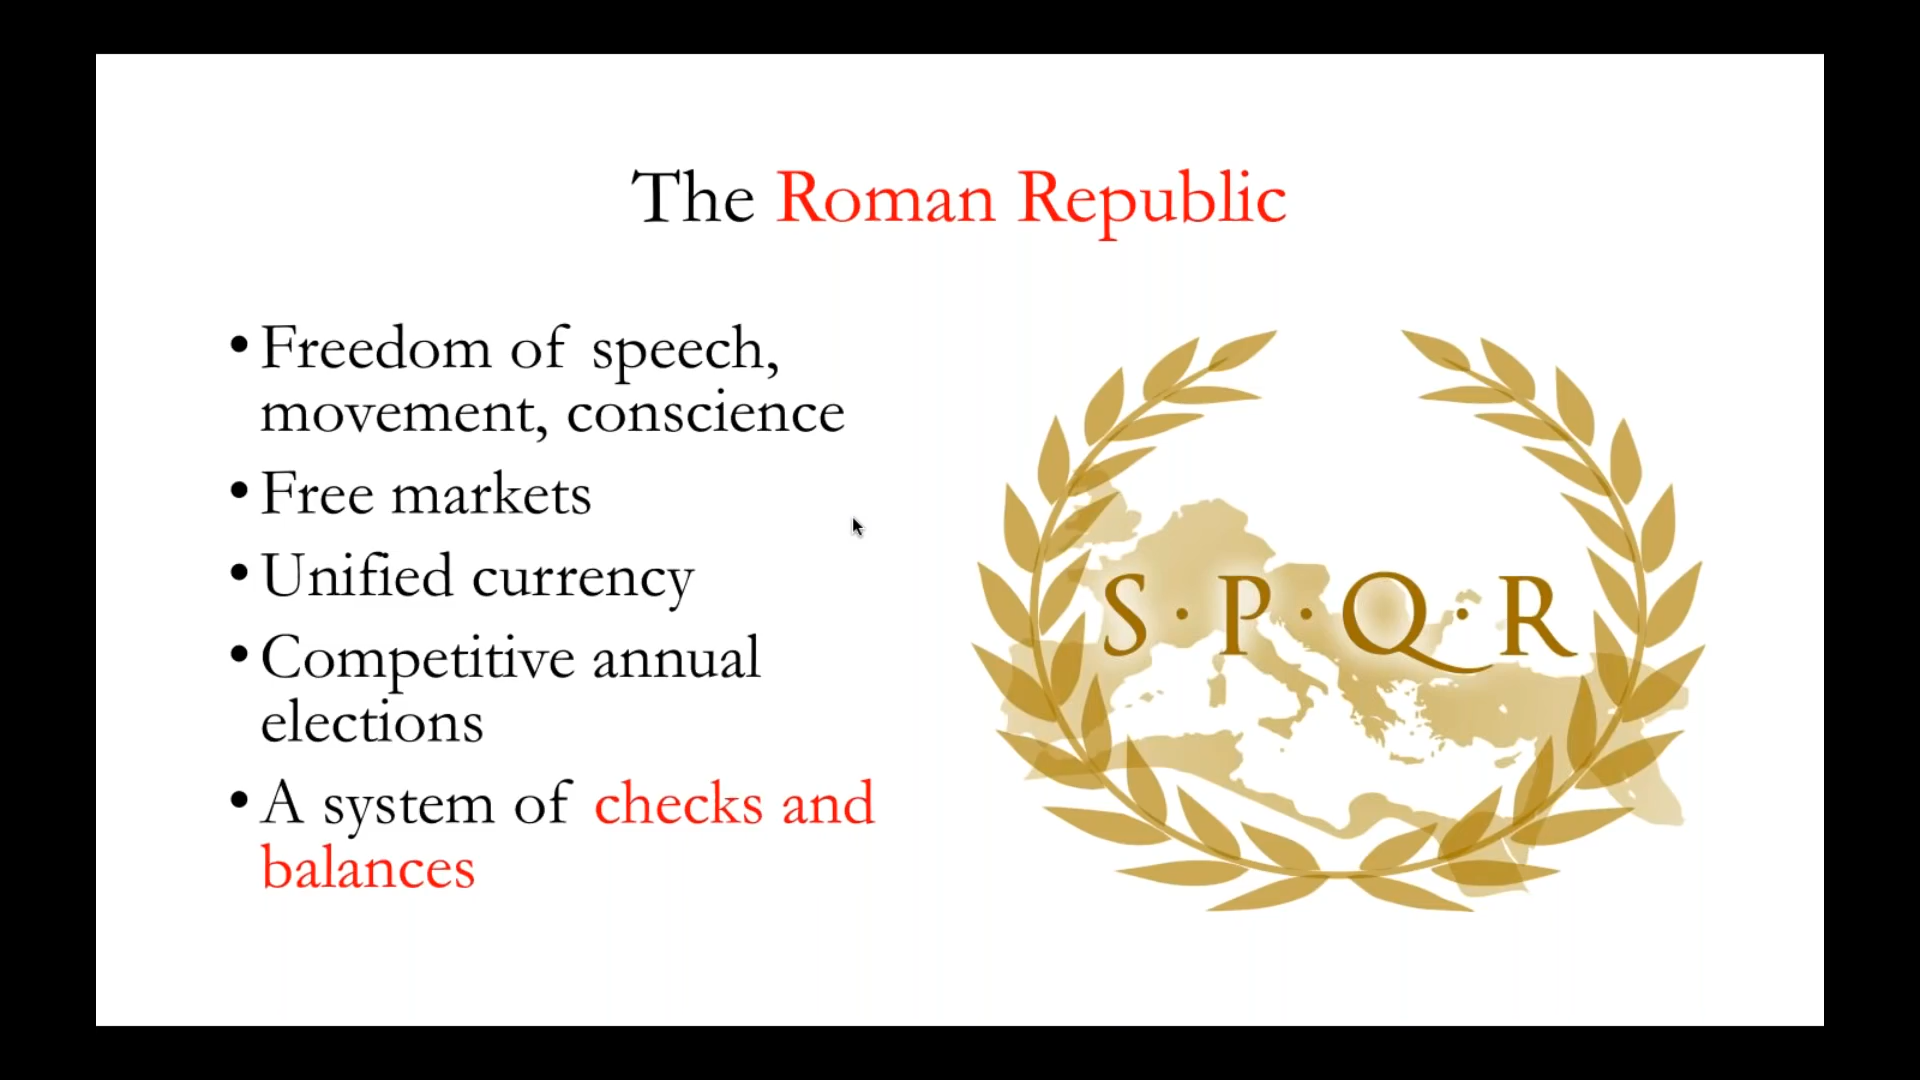 The Roman Republic
• Freedom of speech,
movement, conscience
• Free markets
• Unified currency
• Competitive annual
elections
• A system of checks and
balances
S·P·Q·R